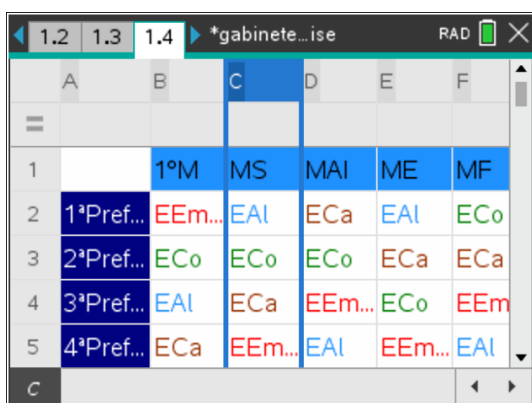 1.2 1.3 1.4 *gabinete...ise RAD
A B C D E F
=
1 1ºM MS MAI ME MF
2 1ªPref... EEm... EAl ECa EAl ECo
3 2ªPref... ECo ECo ECo ECa ECa
4 3ªPref... EAl ECa EEm... ECo EEm
5 4ªPref... ECa EEm... EAl EEm... EAl
C